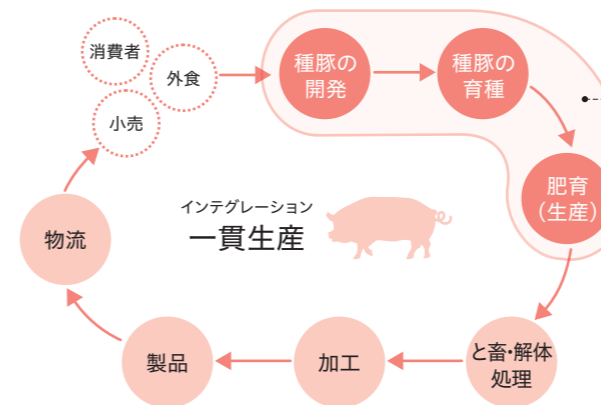 消費者
外食
小売
種豚の
開発
種豚の
育種
肥育
（生産）
と畜・解体
処理
加工
製品
物流
インテグレーション
一貫生産